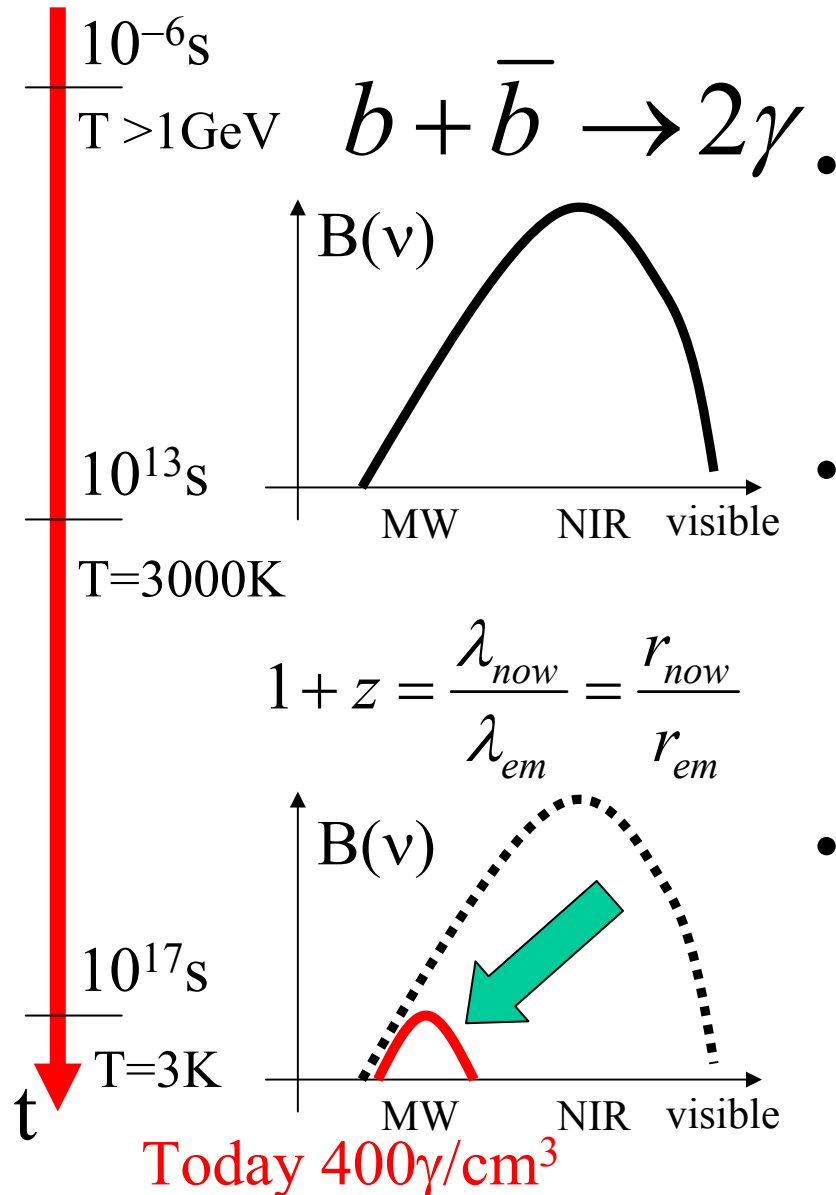 10⁻⁶s
T >1GeV
b + b̅ → 2γ
•
B(ν)
10¹³s
•
MW NIR visible
T=3000K
1 + z = λ_now / λ_em = r_now / r_em
B(ν)
•
10¹⁷s
T=3K
t
MW NIR visible
Today 400γ/cm³